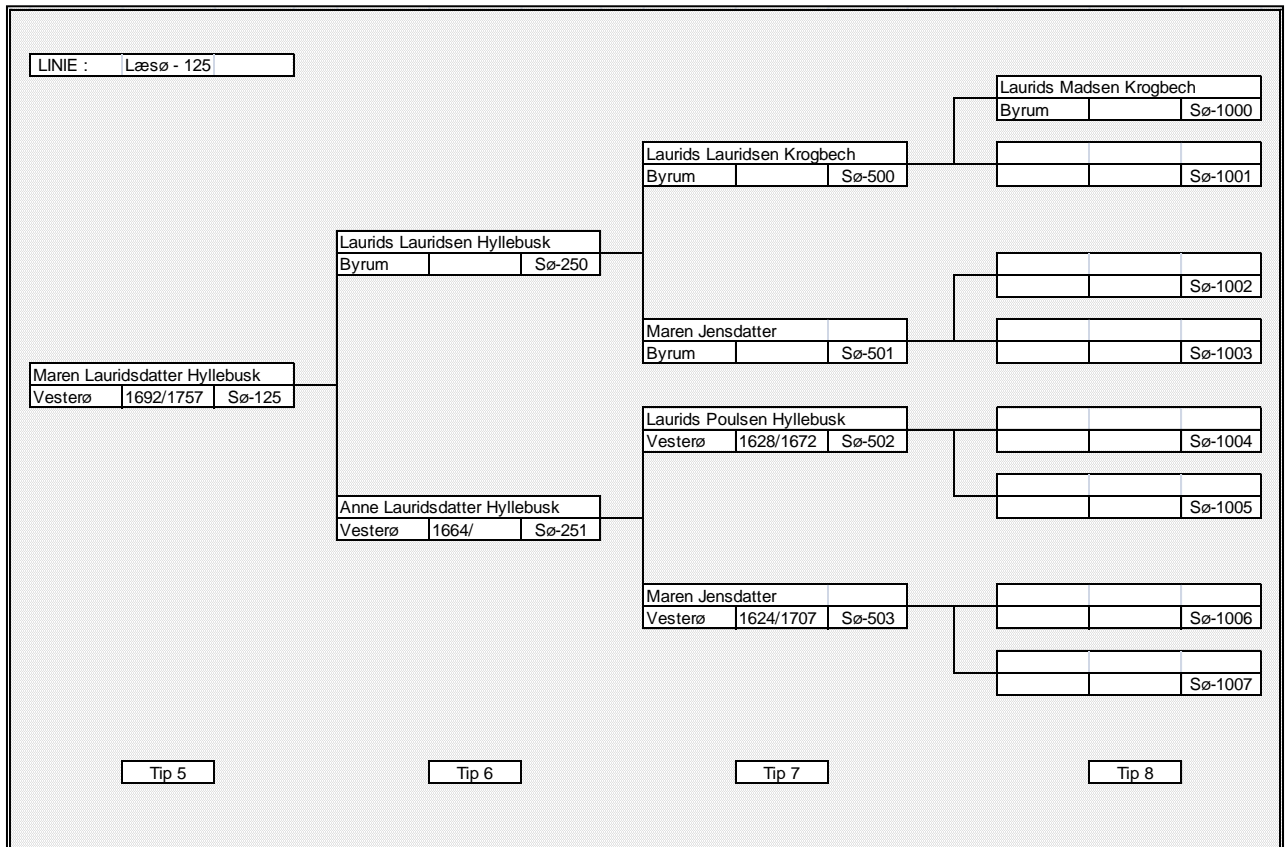 LINIE : Læsø - 125
Laurids Madsen Krogbech
Byrum Sø-1000
Laurids Lauridsen Krogbech
Byrum Sø-500
Sø-1001
Laurids Lauridsen Hyllebusk
Byrum Sø-250
Sø-1002
Maren Jensdatter
Byrum Sø-501
Sø-1003
Maren Lauridsdatter Hyllebusk
Vesterø 1692/1757 Sø-125
Laurids Poulsen Hyllebusk
Vesterø 1628/1672 Sø-502
Sø-1004
Anne Lauridsdatter Hyllebusk
Vesterø 1664/ Sø-251
Sø-1005
Maren Jensdatter
Vesterø 1624/1707 Sø-503
Sø-1006
Sø-1007
Tip 5 Tip 6 Tip 7 Tip 8